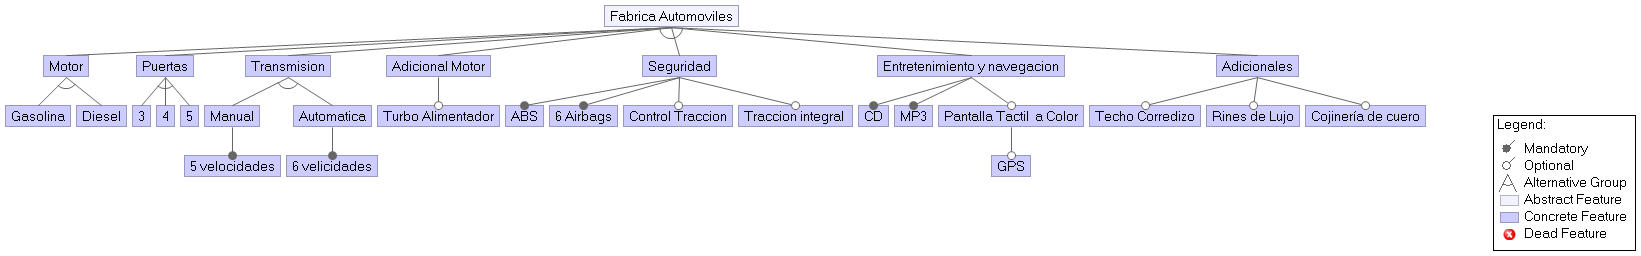 Fabrica Automoviles
Motor
Puertas
Transmision
Adicional Motor
Seguridad
Entretenimiento y navegacion
Adicionales
Gasolina
Diesel
3
4
5
Manual
Automatica
Turbo Alimentador
ABS
6 Airbags
Control Traccion
Traccion integral
CD
MP3
Pantalla Tactil a Color
Techo Corredizo
Rines de Lujo
Cojinería de cuero
5 velocidades
6 velicidades
GPS
Legend:
Mandatory
Optional
Alternative Group
Abstract Feature
Concrete Feature
Dead Feature